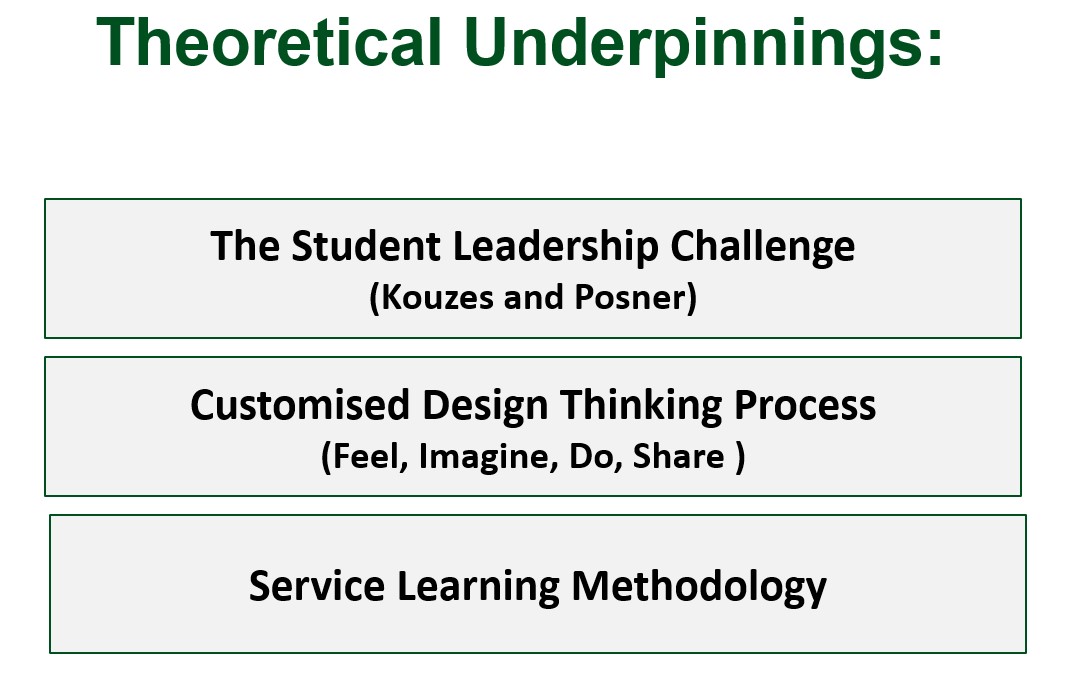 Theoretical Underpinnings:
The Student Leadership Challenge
(Kouzes and Posner)
Customised Design Thinking Process
(Feel, Imagine, Do, Share )
Service Learning Methodology